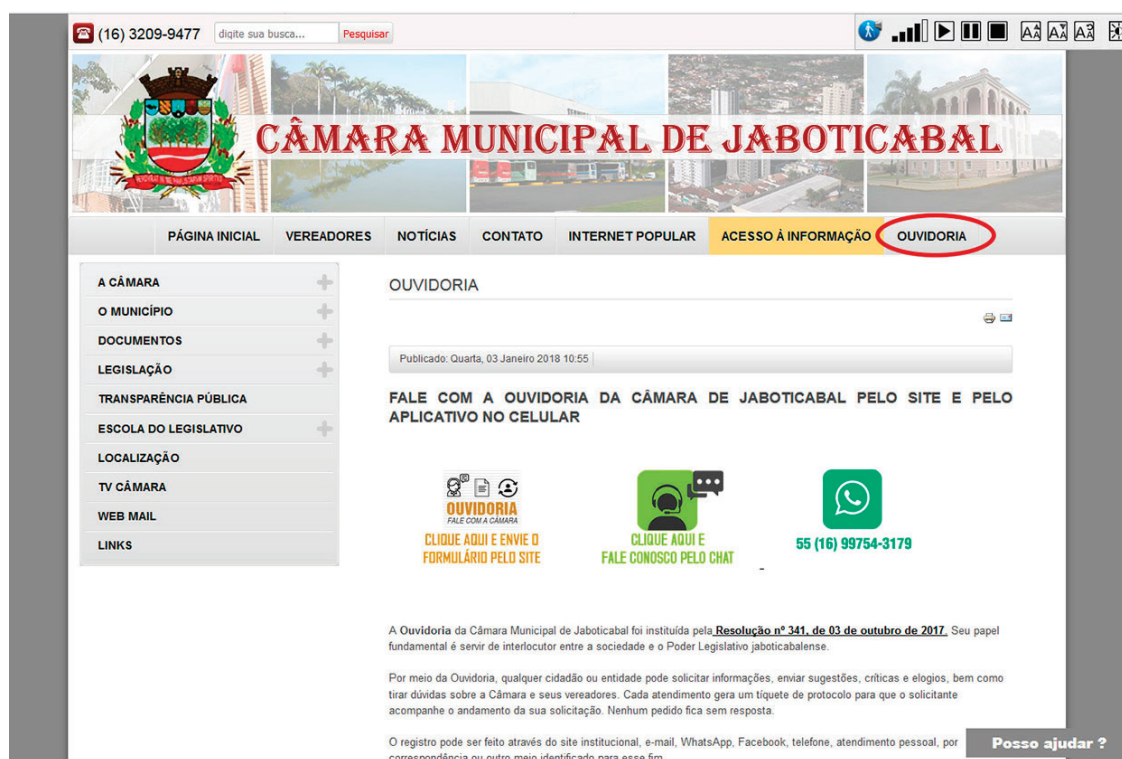 (16) 3209-9477 digite sua busca... Pesquisar
CÂMARA MUNICIPAL DE JABOTICABAL
PÁGINA INICIAL VEREADORES NOTÍCIAS CONTATO INTERNET POPULAR ACESSO À INFORMAÇÃO OUVIDORIA
A CÂMARA
O MUNICÍPIO
DOCUMENTOS
LEGISLAÇÃO
TRANSPARÊNCIA PÚBLICA
ESCOLA DO LEGISLATIVO
LOCALIZAÇÃO
TV CÂMARA
WEB MAIL
LINKS
OUVIDORIA
Publicado: Quarta, 03 Janeiro 2018 10:55
FALE COM A OUVIDORIA DA CÂMARA DE JABOTICABAL PELO SITE E PELO
APLICATIVO NO CELULAR
OUVIDORIA
FALE COM A CÂMARA
CLIQUE AQUI E ENVIE O
FORMULÁRIO PELO SITE
CLIQUE AQUI E
FALE CONOSCO PELO CHAT
55 (16) 99754-3179
A Ouvidoria da Câmara Municipal de Jaboticabal foi instituída pela Resolução nº 341, de 03 de outubro de 2017. Seu papel
fundamental é servir de interlocutor entre a sociedade e o Poder Legislativo jaboticabalense.
Por meio da Ouvidoria, qualquer cidadão ou entidade pode solicitar informações, enviar sugestões, críticas e elogios, bem como
tirar dúvidas sobre a Câmara e seus vereadores. Cada atendimento gera um tíquete de protocolo para que o solicitante
acompanhe o andamento da sua solicitação. Nenhum pedido fica sem resposta.
O registro pode ser feito através do site institucional, e-mail, WhatsApp, Facebook, telefone, atendimento pessoal, por
correspondência ou outro meio identificado para esse fim.
Posso ajudar ?